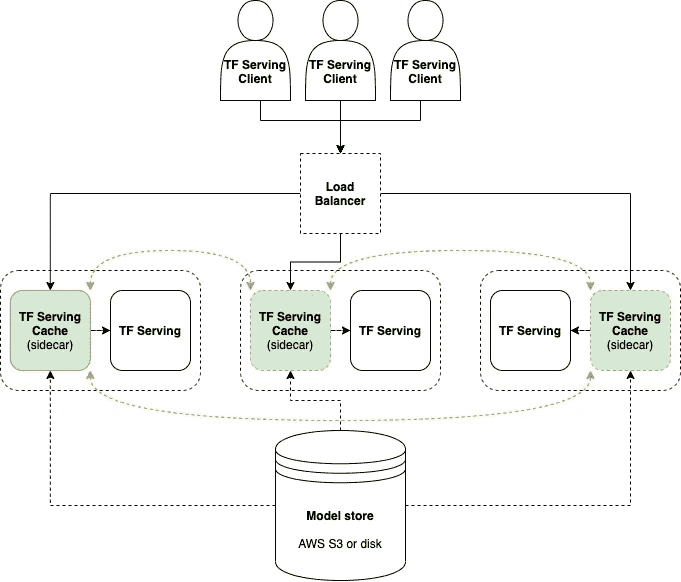 TF Serving
Client
TF Serving
Client
TF Serving
Client
Load
Balancer
TF Serving
Cache
(sidecar)
TF Serving
TF Serving
Cache
(sidecar)
TF Serving
TF Serving
TF Serving
Cache
(sidecar)
Model store
AWS S3 or disk